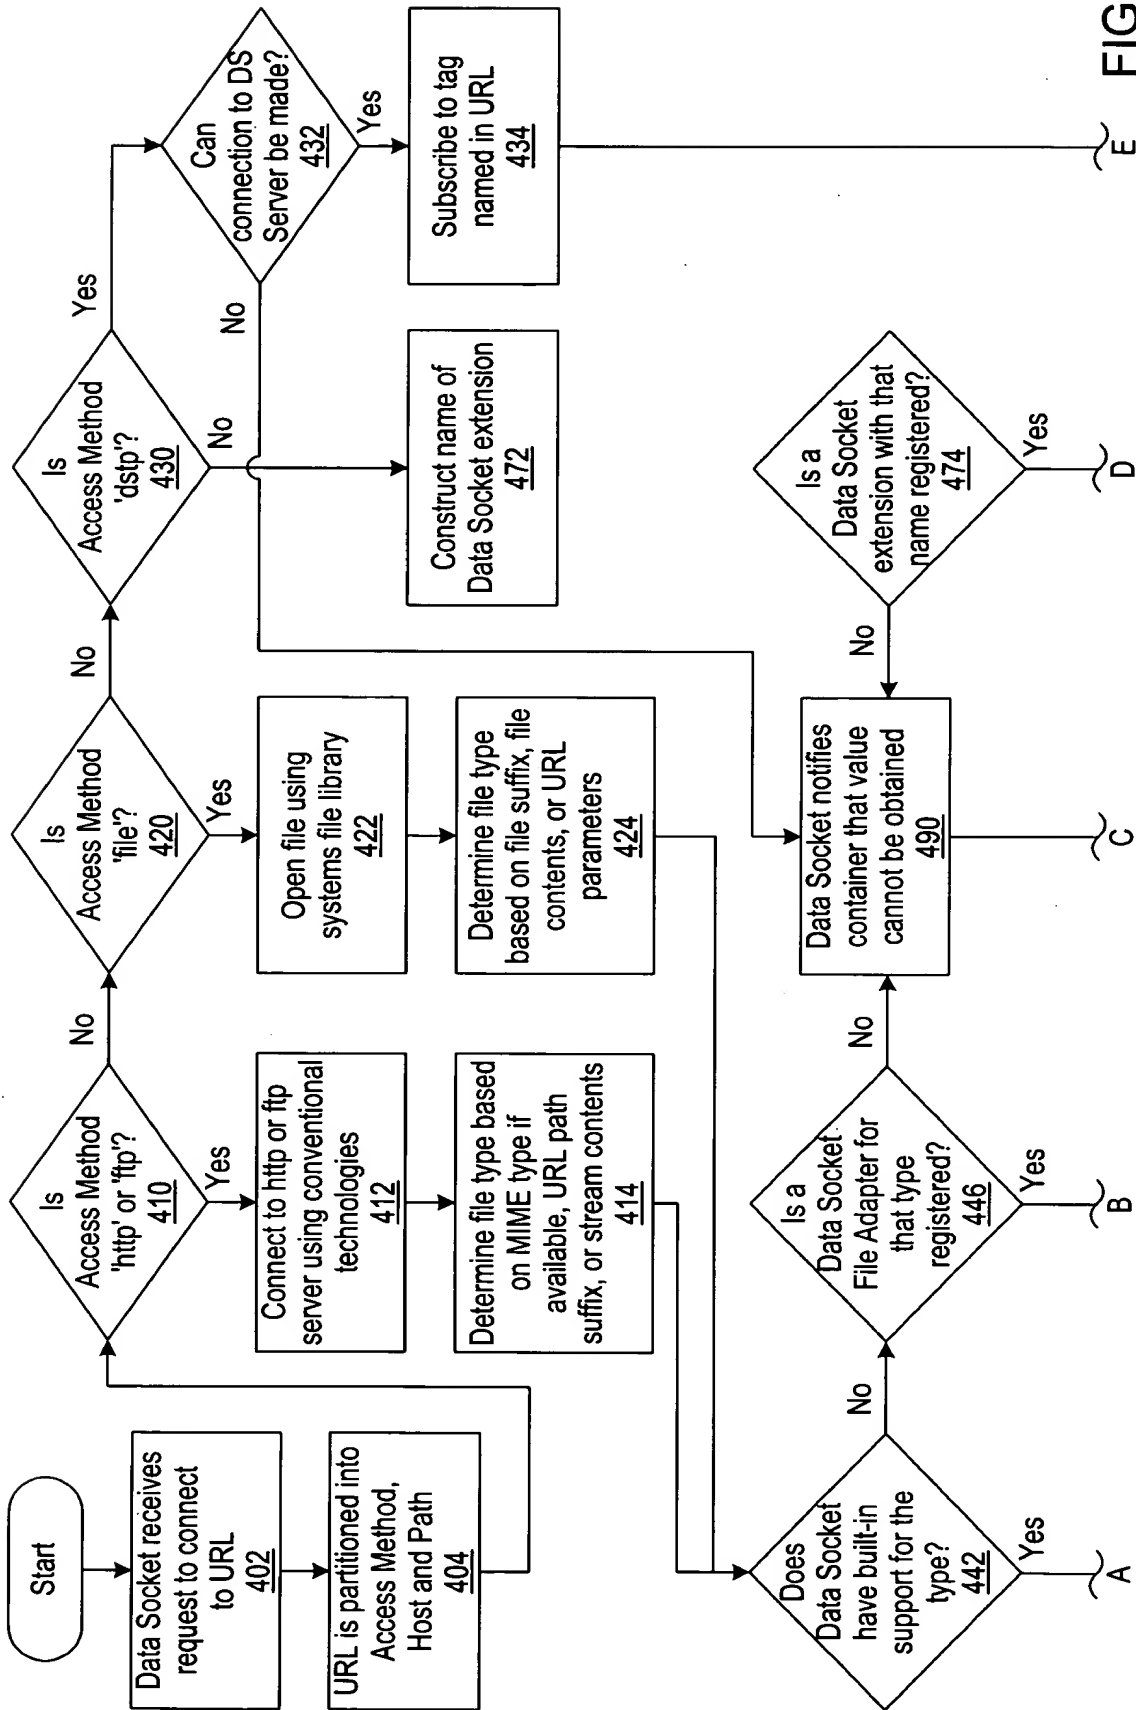 Start
Data Socket receives
request to connect
to URL
402
URL is partitioned into
Access Method,
Host and Path
404
Is
Access Method
'http' or 'ftp'?
410
Yes
No
Connect to http or ftp
server using conventional
technologies
412
Determine file type based
on MIME type if
available, URL path
suffix, or stream contents
414
Is
Access Method
'file'?
420
Yes
No
Open file using
systems file library
422
Determine file type
based on file suffix, file
contents, or URL
parameters
424
Is
Access Method
'dstp'?
430
Yes
No
Construct name of
Data Socket extension
472
Can
connection to DS
Server be made?
432
No
Yes
Subscribe to tag
named in URL
434
Does
Data Socket
have built-in
support for the
type?
442
No
Yes
Is a
Data Socket
File Adapter for
that type
registered?
446
No
Yes
Data Socket notifies
container that value
cannot be obtained
490
Is a
Data Socket
extension with that
name registered?
474
No
Yes
A
B
C
D
E
FIG